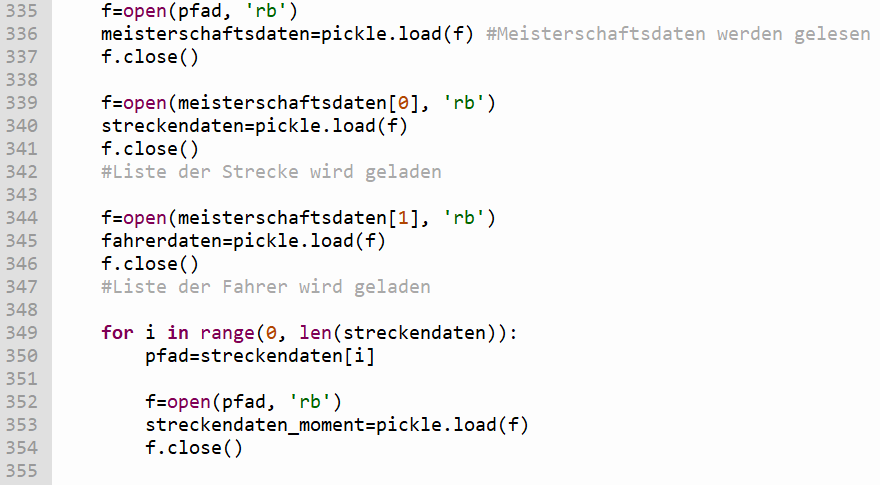 335 f=open(pfad, 'rb')
336 meisterschaftsdaten=pickle.load(f) #Meisterschaftsdaten werden gelesen
337 f.close()
338
339 f=open(meisterschaftsdaten[0], 'rb')
340 streckendaten=pickle.load(f)
341 f.close()
342 #Liste der Strecke wird geladen
343
344 f=open(meisterschaftsdaten[1], 'rb')
345 fahrerdaten=pickle.load(f)
346 f.close()
347 #Liste der Fahrer wird geladen
348
349 for i in range(0, len(streckendaten)):
350     pfad=streckendaten[i]
351
352     f=open(pfad, 'rb')
353     streckendaten_moment=pickle.load(f)
354     f.close()
355